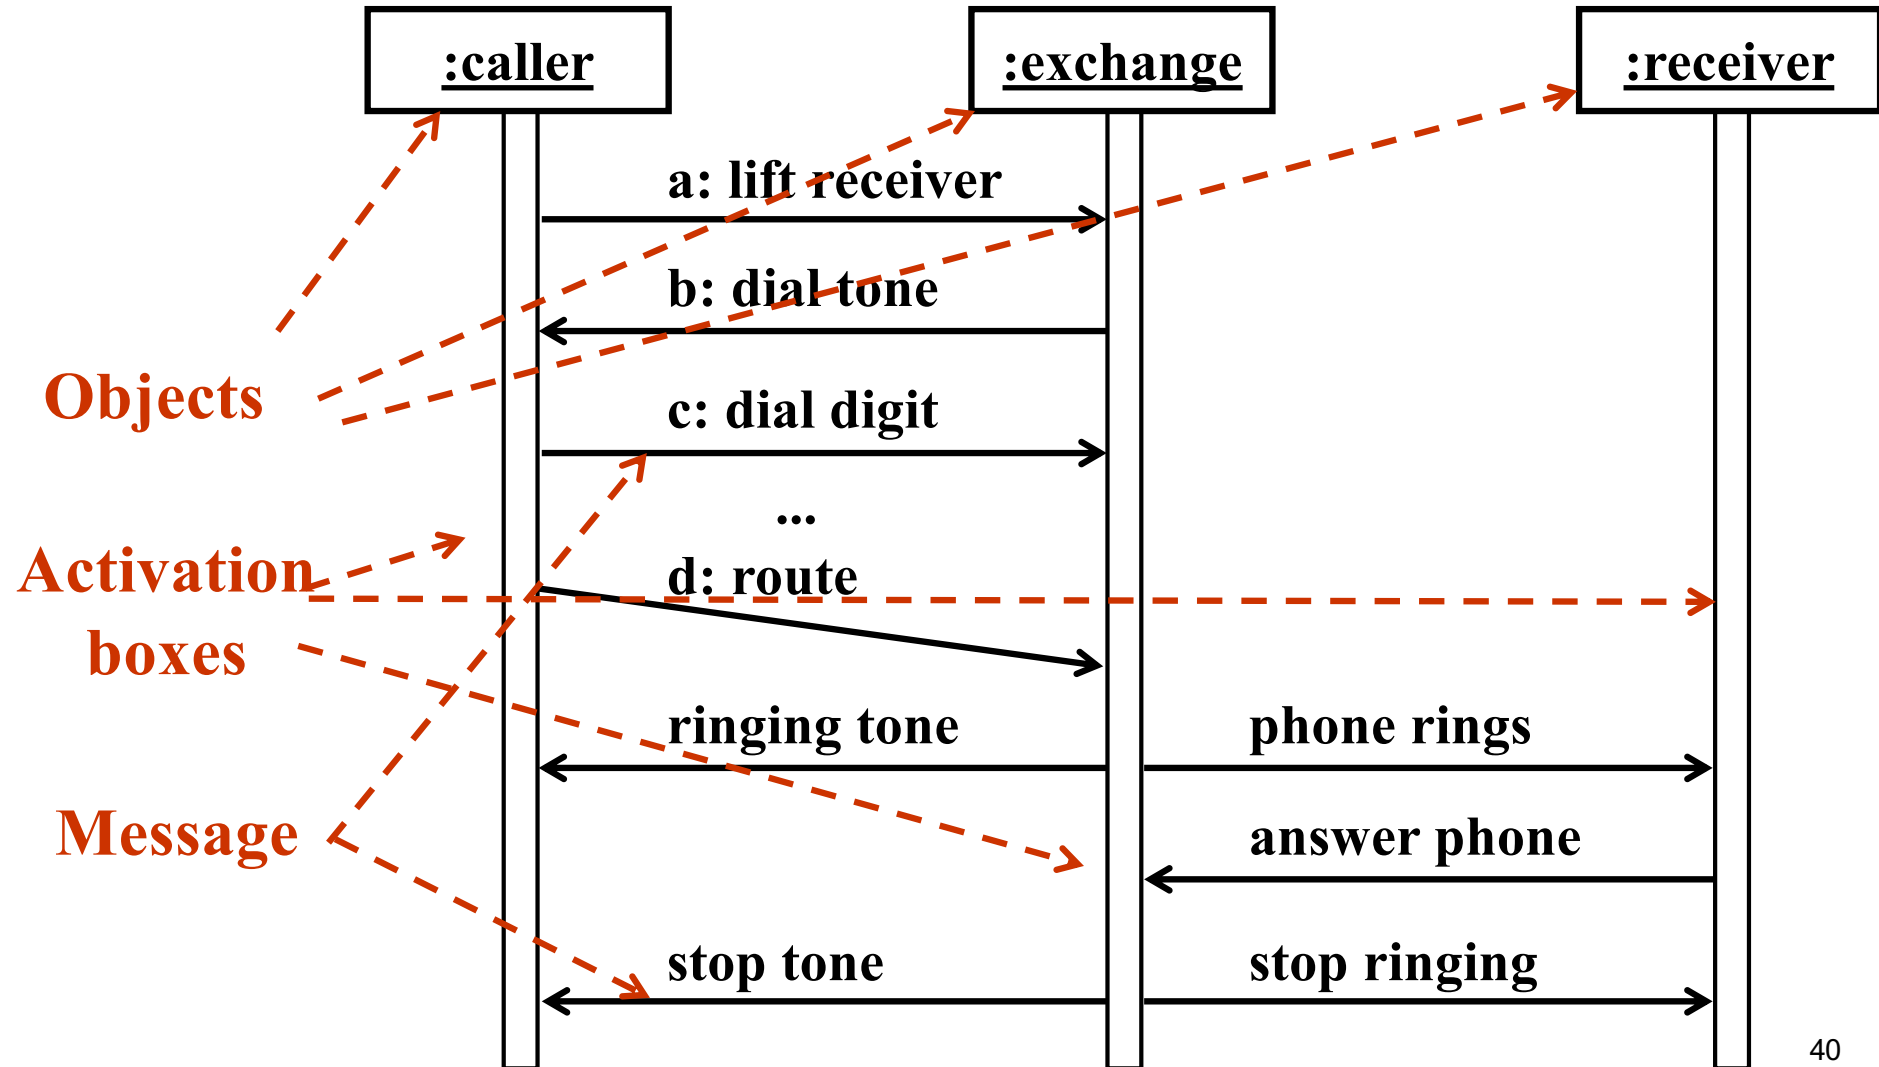 :caller
:exchange
:receiver
a: lift receiver
b: dial tone
Objects
c: dial digit
...
Activation
boxes
d: route
ringing tone
phone rings
Message
answer phone
stop tone
stop ringing
40